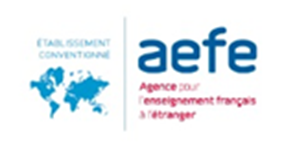 ÉTABLISSEMENT
CONVENTIONNÉ
aefe
Agence pour
l'enseignement français
à l'étranger